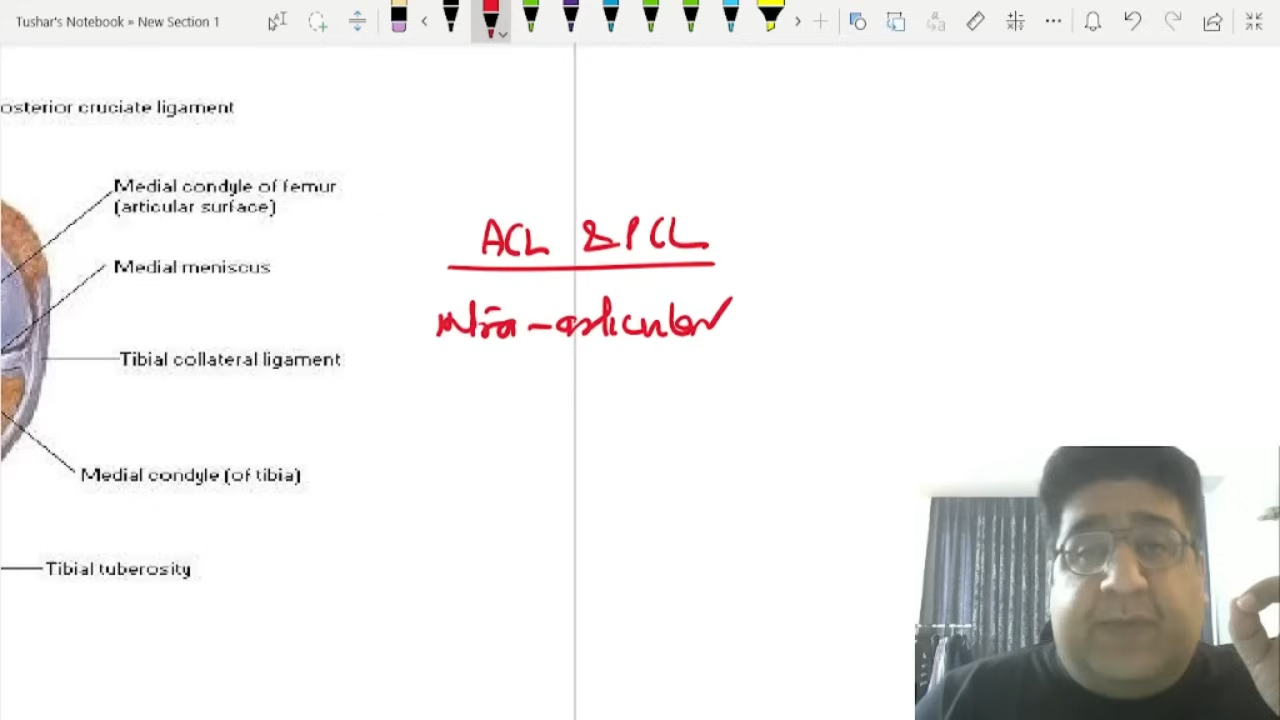 Tushar's Notebook » New Section 1
osterior cruciate ligament
Medial condyle of femur
(articular surface)
Medial meniscus
Tibial collateral ligament
Medial condyle (of tibia)
Tibial tuberosity
ACL & PCL
intra-articular